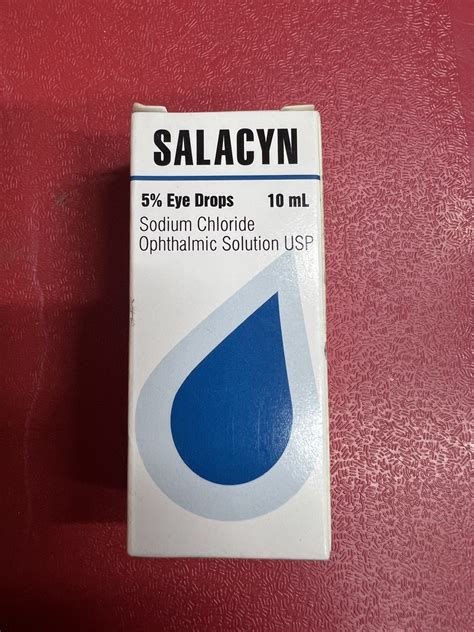 SALACYN
5% Eye Drops 10 mL
Sodium Chloride
Ophthalmic Solution USP